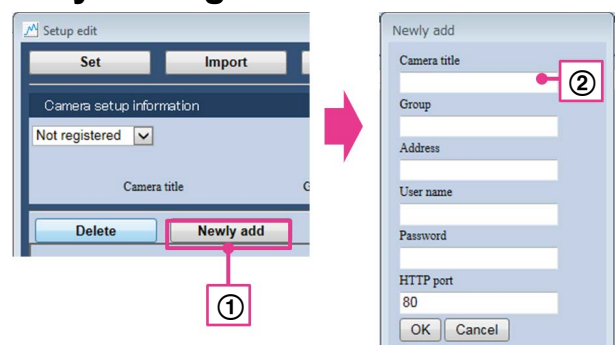 Setup edit
Set Import
Camera setup information
Not registered
Camera title G
Delete Newly add
①
Newly add
Camera title
②
Group
Address
User name
Password
HTTP port
80
OK Cancel